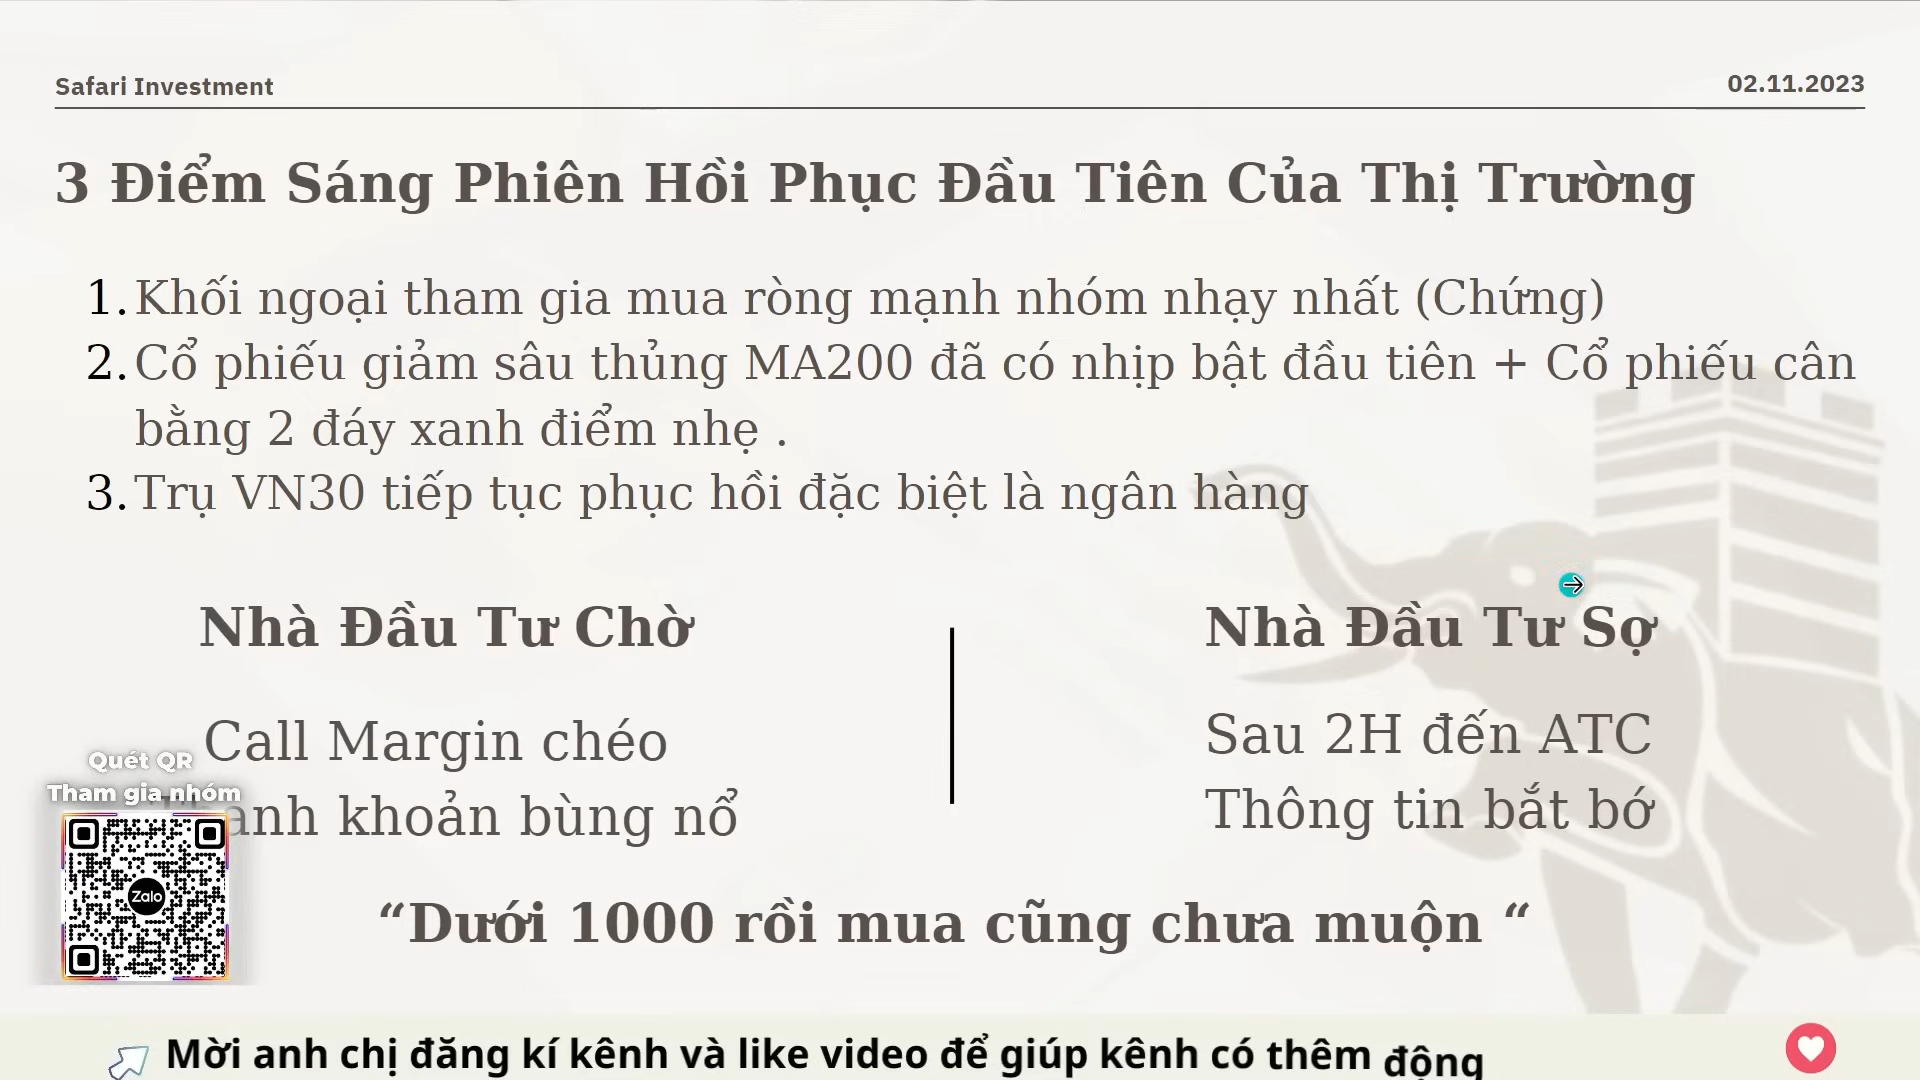 Safari Investment
02.11.2023
3 Điểm Sáng Phiên Hồi Phục Đầu Tiên Của Thị Trường
1. Khối ngoại tham gia mua ròng mạnh nhóm nhạy nhất (Chứng)
2. Cổ phiếu giảm sâu thủng MA200 đã có nhịp bật đầu tiên + Cổ phiếu cân
bằng 2 đáy xanh điểm nhẹ .
3. Trụ VN30 tiếp tục phục hồi đặc biệt là ngân hàng
Nhà Đầu Tư Chờ
Call Margin chéo
Thanh khoản bùng nổ
Nhà Đầu Tư Sợ
Sau 2H đến ATC
Thông tin bắt bớ
Quét QR
Tham gia nhóm
Zalo
“Dưới 1000 rồi mua cũng chưa muộn “
Mời anh chị đăng kí kênh và like video để giúp kênh có thêm động